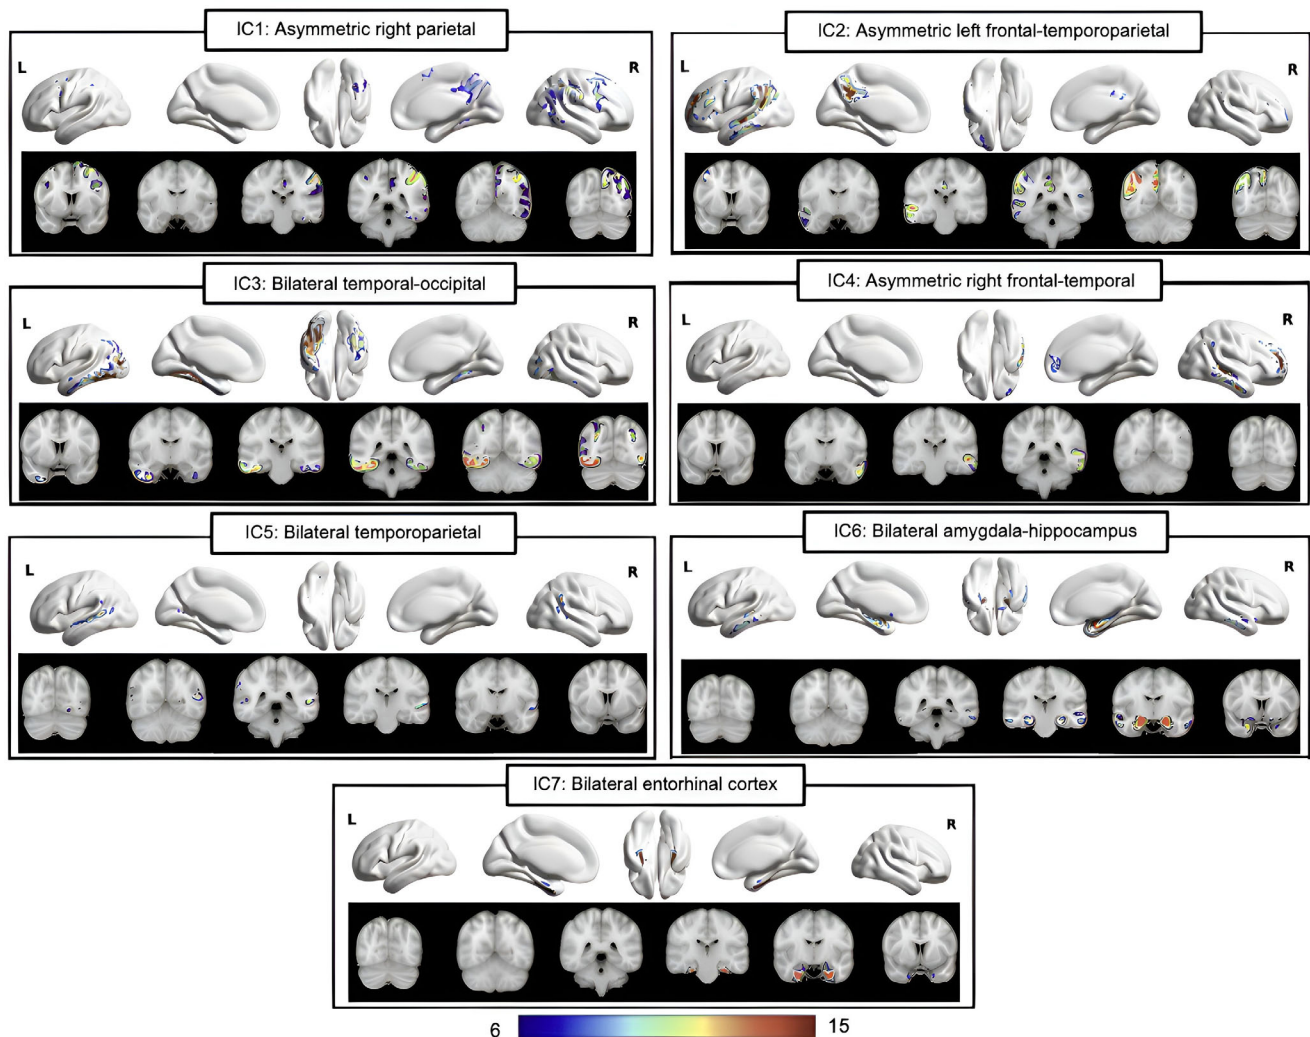 IC1: Asymmetric right parietal
L
R
IC2: Asymmetric left frontal-temporoparietal
L
R
IC3: Bilateral temporal-occipital
L
R
IC4: Asymmetric right frontal-temporal
L
R
IC5: Bilateral temporoparietal
L
R
IC6: Bilateral amygdala-hippocampus
L
R
IC7: Bilateral entorhinal cortex
L
R
6
15